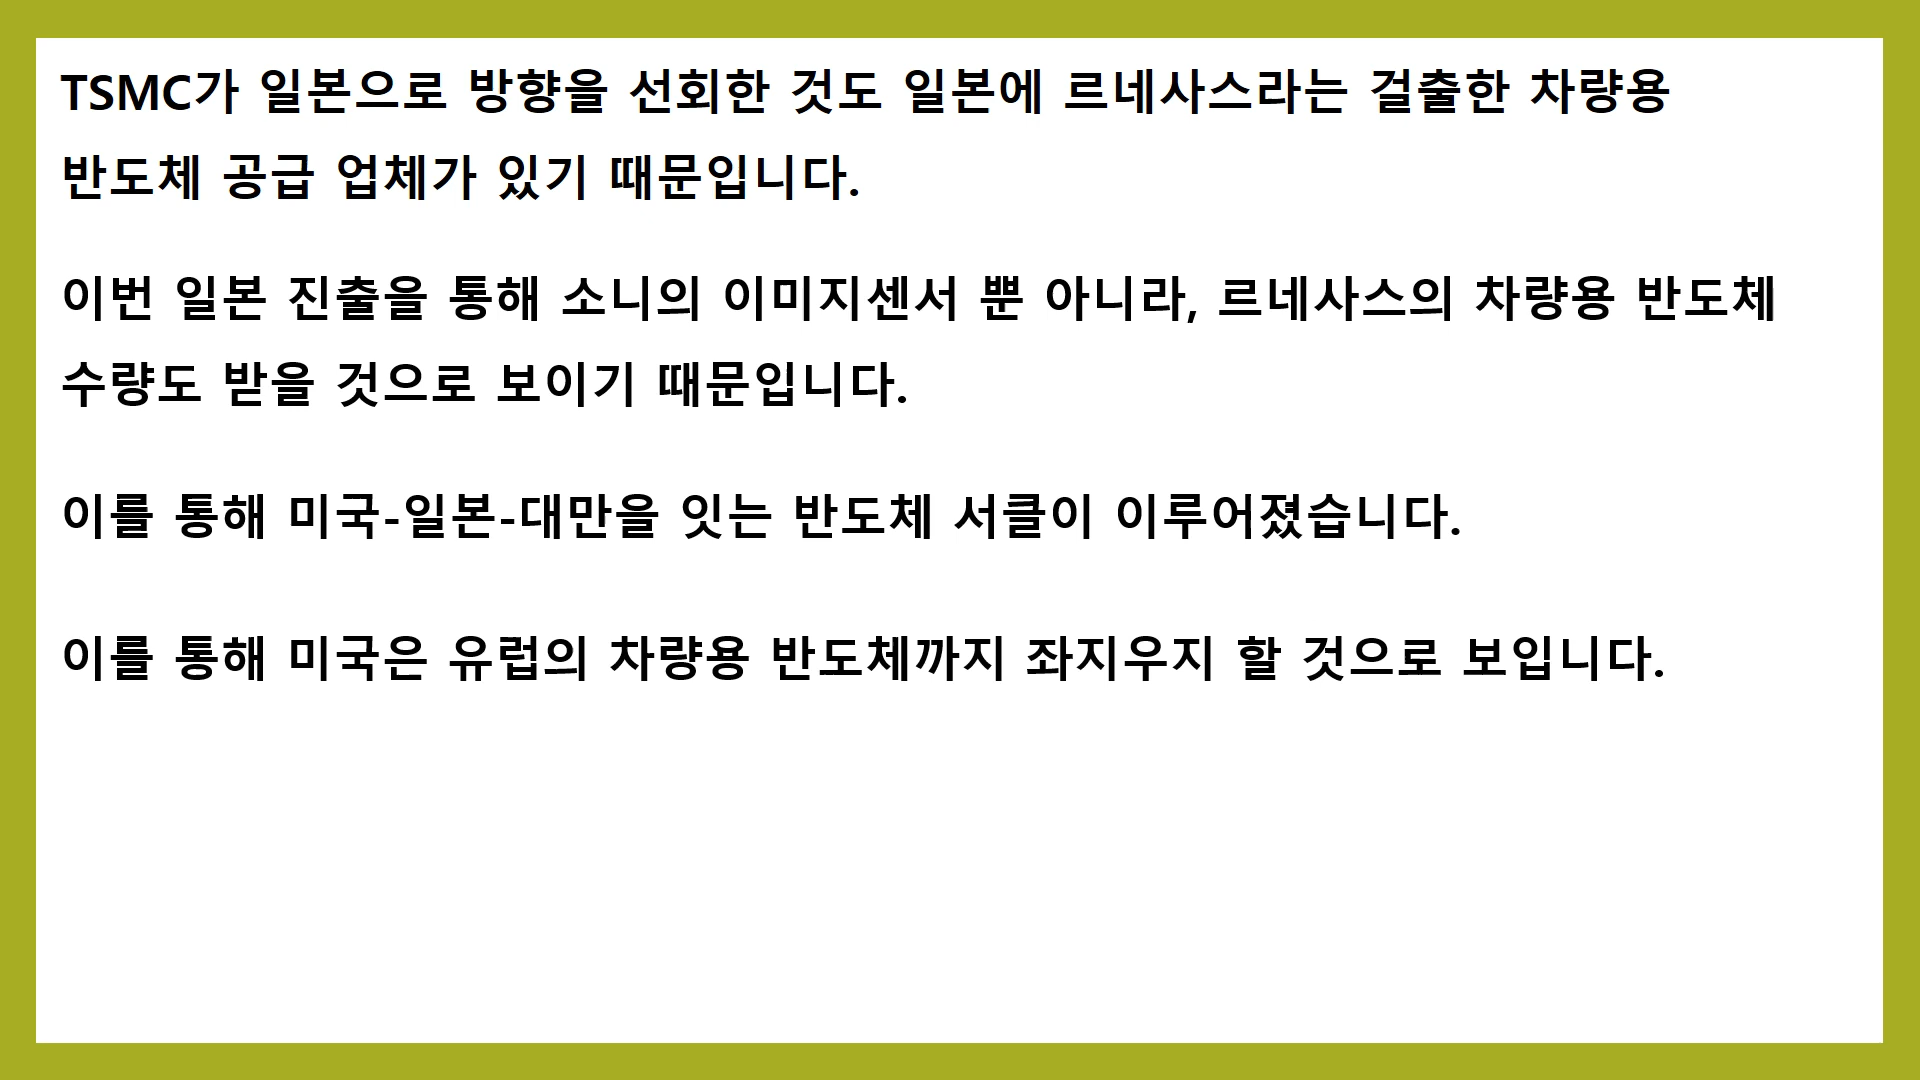 TSMC가 일본으로 방향을 선회한 것도 일본에 르네사스라는 걸출한 차량용
반도체 공급 업체가 있기 때문입니다.
이번 일본 진출을 통해 소니의 이미지센서 뿐 아니라, 르네사스의 차량용 반도체
수량도 받을 것으로 보이기 때문입니다.
이를 통해 미국-일본-대만을 잇는 반도체 서클이 이루어졌습니다.
이를 통해 미국은 유럽의 차량용 반도체까지 좌지우지 할 것으로 보입니다.